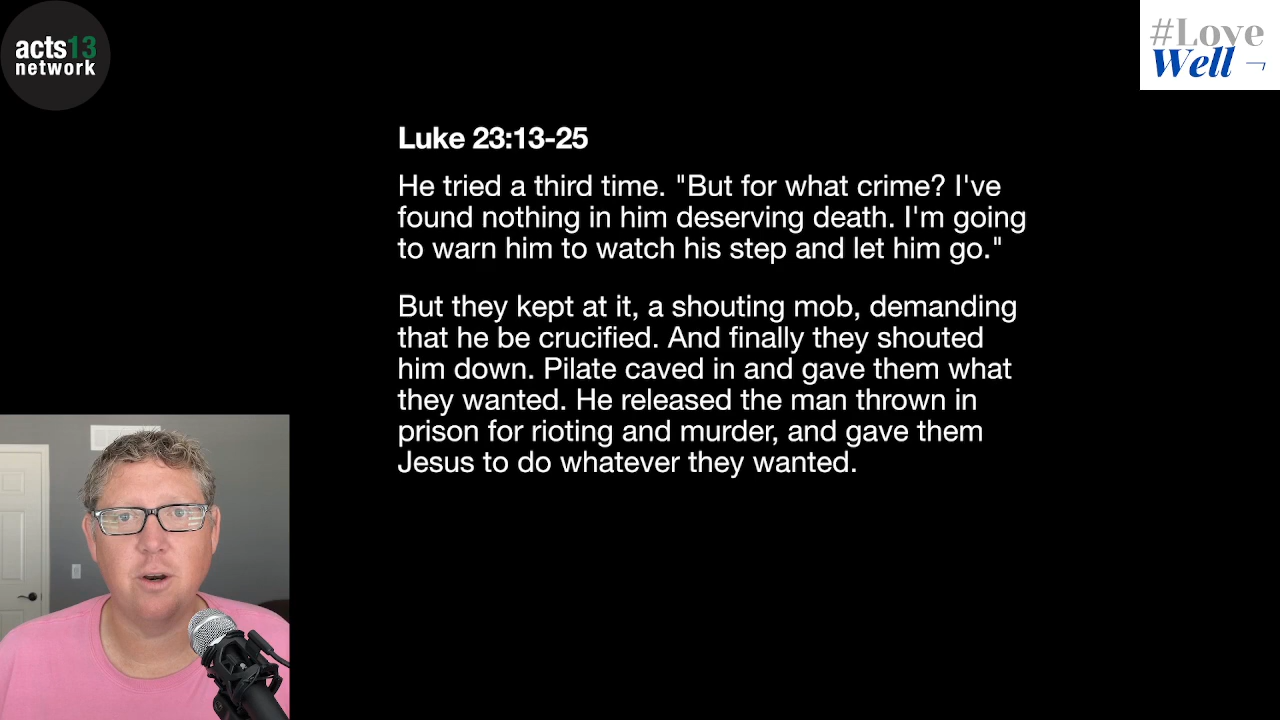 acts13
network
#Love
Well
Luke 23:13-25
He tried a third time. "But for what crime? I've
found nothing in him deserving death. I'm going
to warn him to watch his step and let him go."
But they kept at it, a shouting mob, demanding
that he be crucified. And finally they shouted
him down. Pilate caved in and gave them what
they wanted. He released the man thrown in
prison for rioting and murder, and gave them
Jesus to do whatever they wanted.